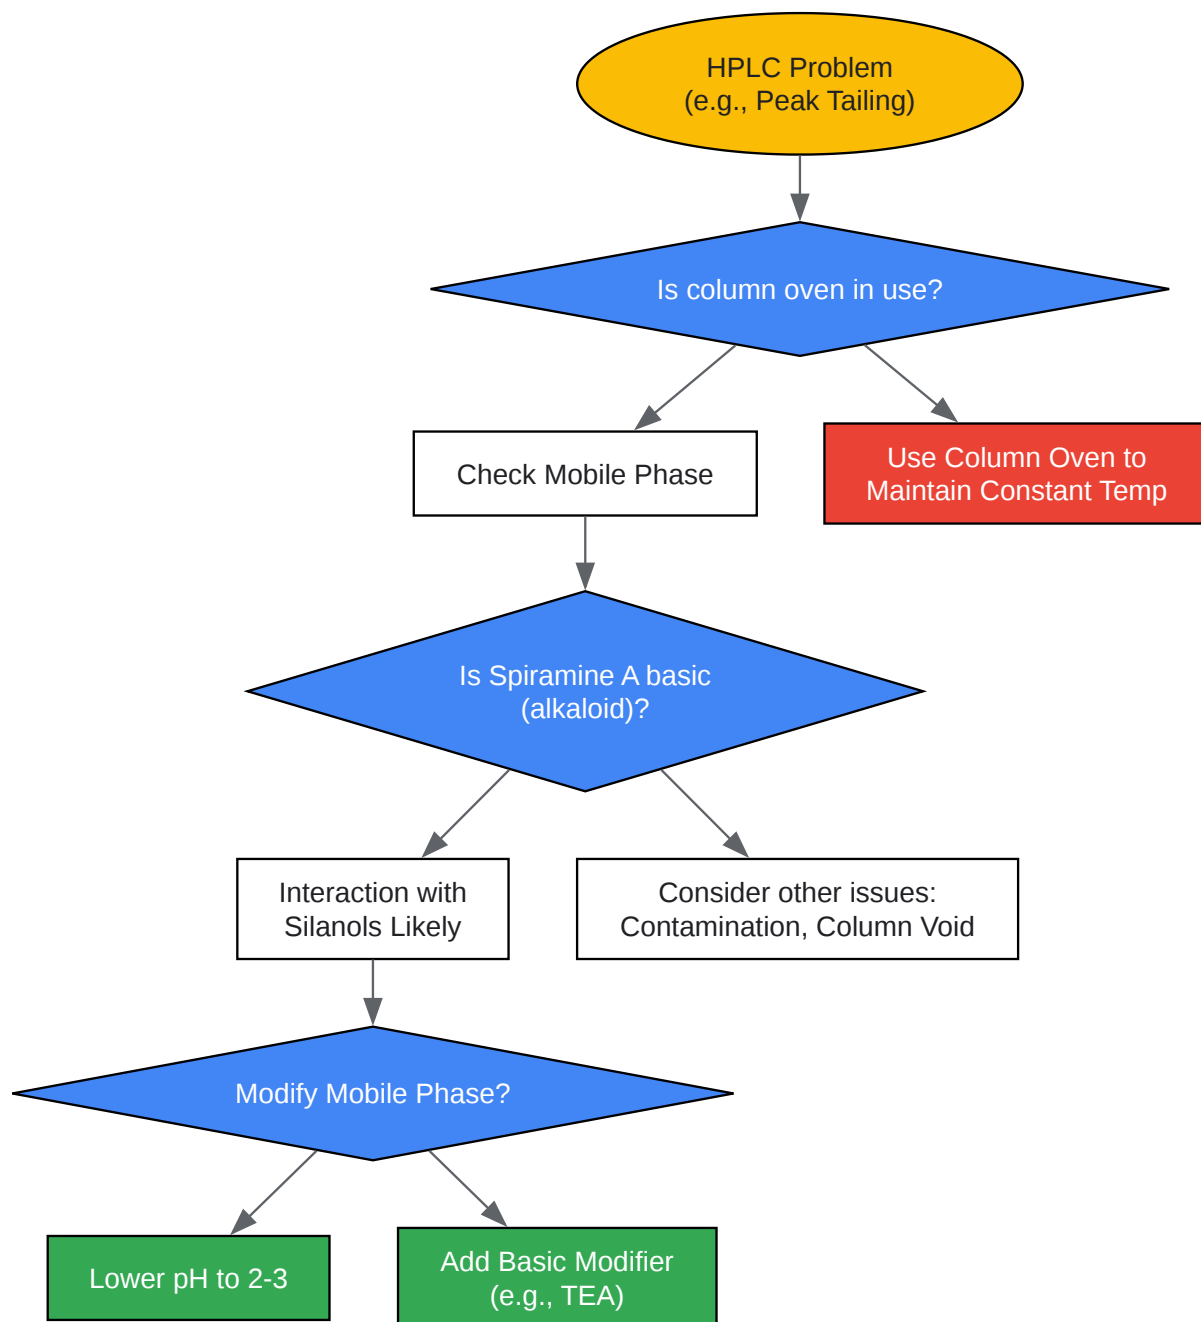 HPLC Problem
(e.g., Peak Tailing)
Is column oven in use?
Check Mobile Phase
Use Column Oven to
Maintain Constant Temp
Is Spiramine A basic
(alkaloid)?
Interaction with
Silanols Likely
Consider other issues:
Contamination, Column Void
Modify Mobile Phase?
Lower pH to 2-3
Add Basic Modifier
(e.g., TEA)